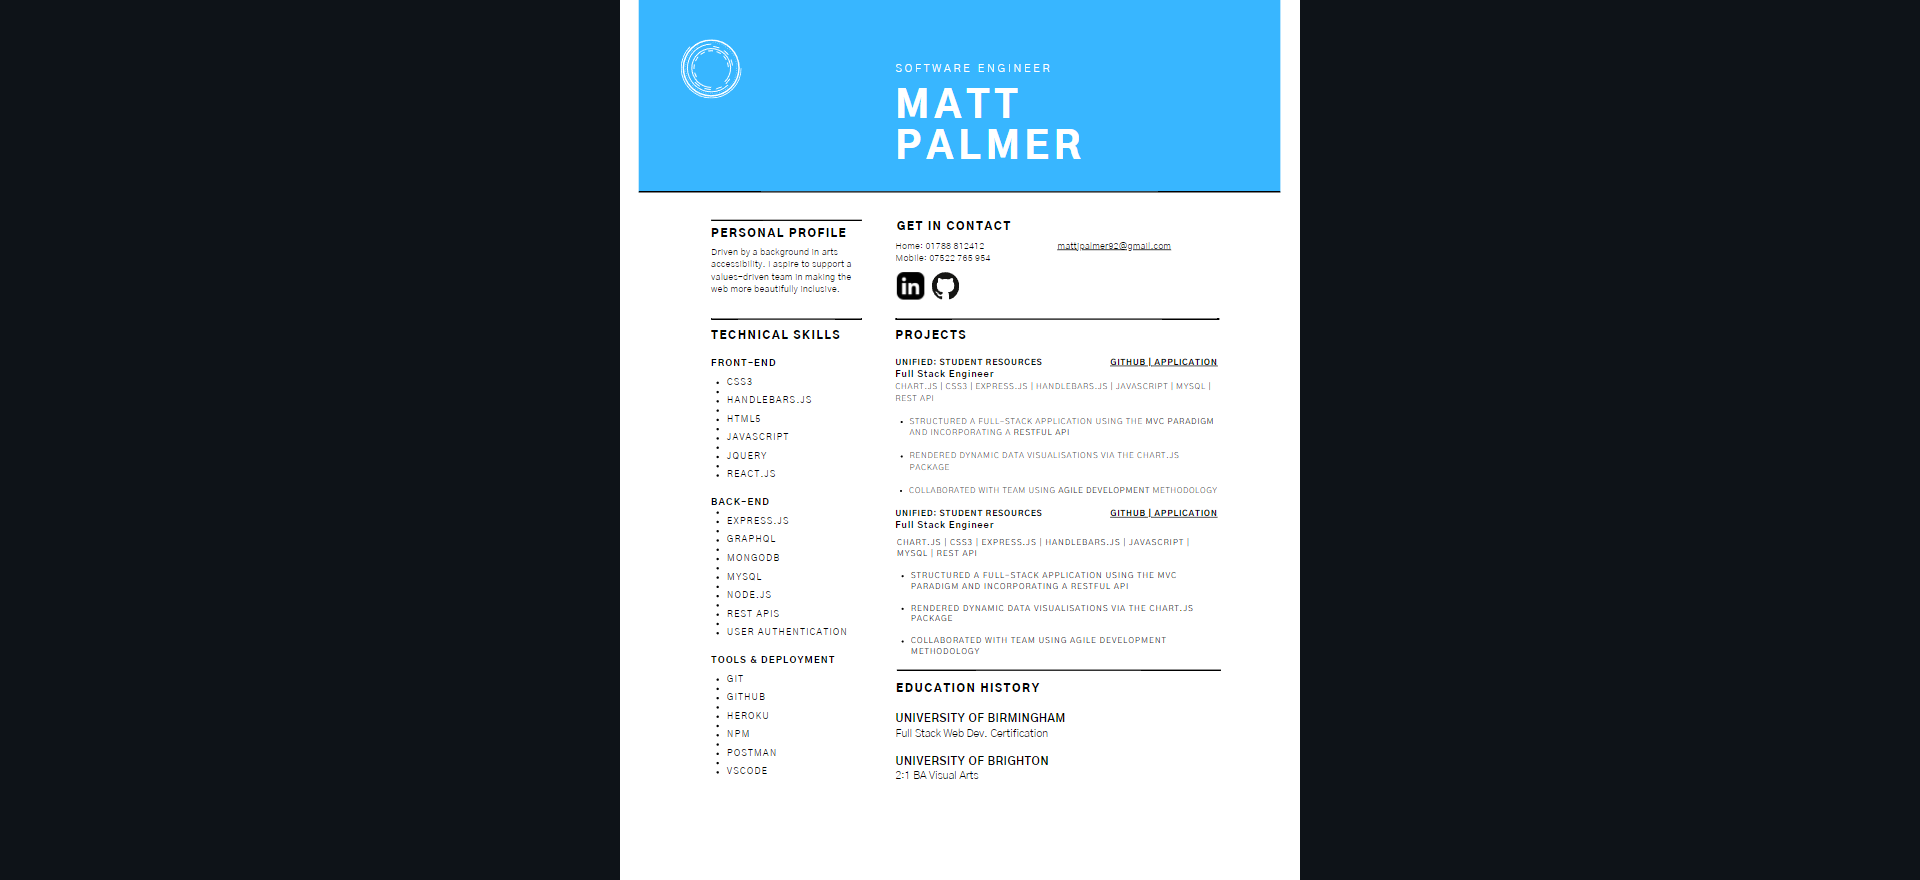 SOFTWARE ENGINEER
MATT
PALMER
PERSONAL PROFILE
Driven by a background in arts
accessibility. I aspire to support a
values-driven team in making the
web more beautifully inclusive.
GET IN CONTACT
Home: 01788 812412
Mobile: 07522 765 954
mattjpalmer92@gmail.com
in
TECHNICAL SKILLS
FRONT-END
• CSS3
• HANDLEBARS.JS
• HTML5
• JAVASCRIPT
• JQUERY
• REACT.JS
BACK-END
• EXPRESS.JS
• GRAPHQL
• MONGODB
• MYSQL
• NODE.JS
• REST APIS
• USER AUTHENTICATION
TOOLS & DEPLOYMENT
• GIT
• GITHUB
• HEROKU
• NPM
• POSTMAN
• VSCODE
PROJECTS
UNIFIED: STUDENT RESOURCES GITHUB | APPLICATION
Full Stack Engineer
CHART.JS | CSS3 | EXPRESS.JS | HANDLEBARS.JS | JAVASCRIPT | MYSQL |
REST API
• STRUCTURED A FULL-STACK APPLICATION USING THE MVC PARADIGM
AND INCORPORATING A RESTFUL API
• RENDERED DYNAMIC DATA VISUALISATIONS VIA THE CHART.JS
PACKAGE
• COLLABORATED WITH TEAM USING AGILE DEVELOPMENT METHODOLOGY
UNIFIED: STUDENT RESOURCES GITHUB | APPLICATION
Full Stack Engineer
CHART.JS | CSS3 | EXPRESS.JS | HANDLEBARS.JS | JAVASCRIPT |
MYSQL | REST API
• STRUCTURED A FULL-STACK APPLICATION USING THE MVC
PARADIGM AND INCORPORATING A RESTFUL API
• RENDERED DYNAMIC DATA VISUALISATIONS VIA THE CHART.JS
PACKAGE
• COLLABORATED WITH TEAM USING AGILE DEVELOPMENT
METHODOLOGY
EDUCATION HISTORY
UNIVERSITY OF BIRMINGHAM
Full Stack Web Dev. Certification
UNIVERSITY OF BRIGHTON
2:1 BA Visual Arts